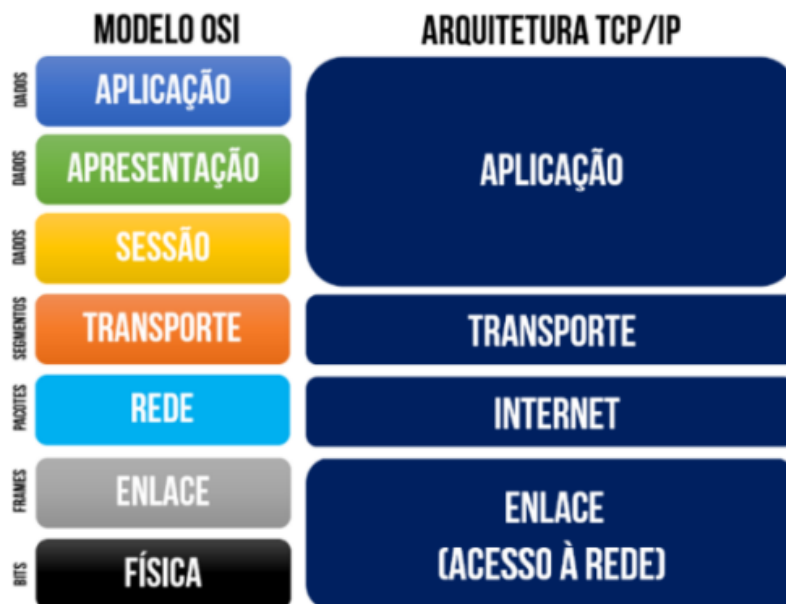 MODELO OSI
ARQUITETURA TCP/IP
DADOS
APLICAÇÃO
DADOS
APRESENTAÇÃO
DADOS
SESSÃO
APLICAÇÃO
SEGMENTOS
TRANSPORTE
TRANSPORTE
PACOTES
REDE
INTERNET
FRAMES
ENLACE
BITS
FÍSICA
ENLACE
(ACESSO À REDE)